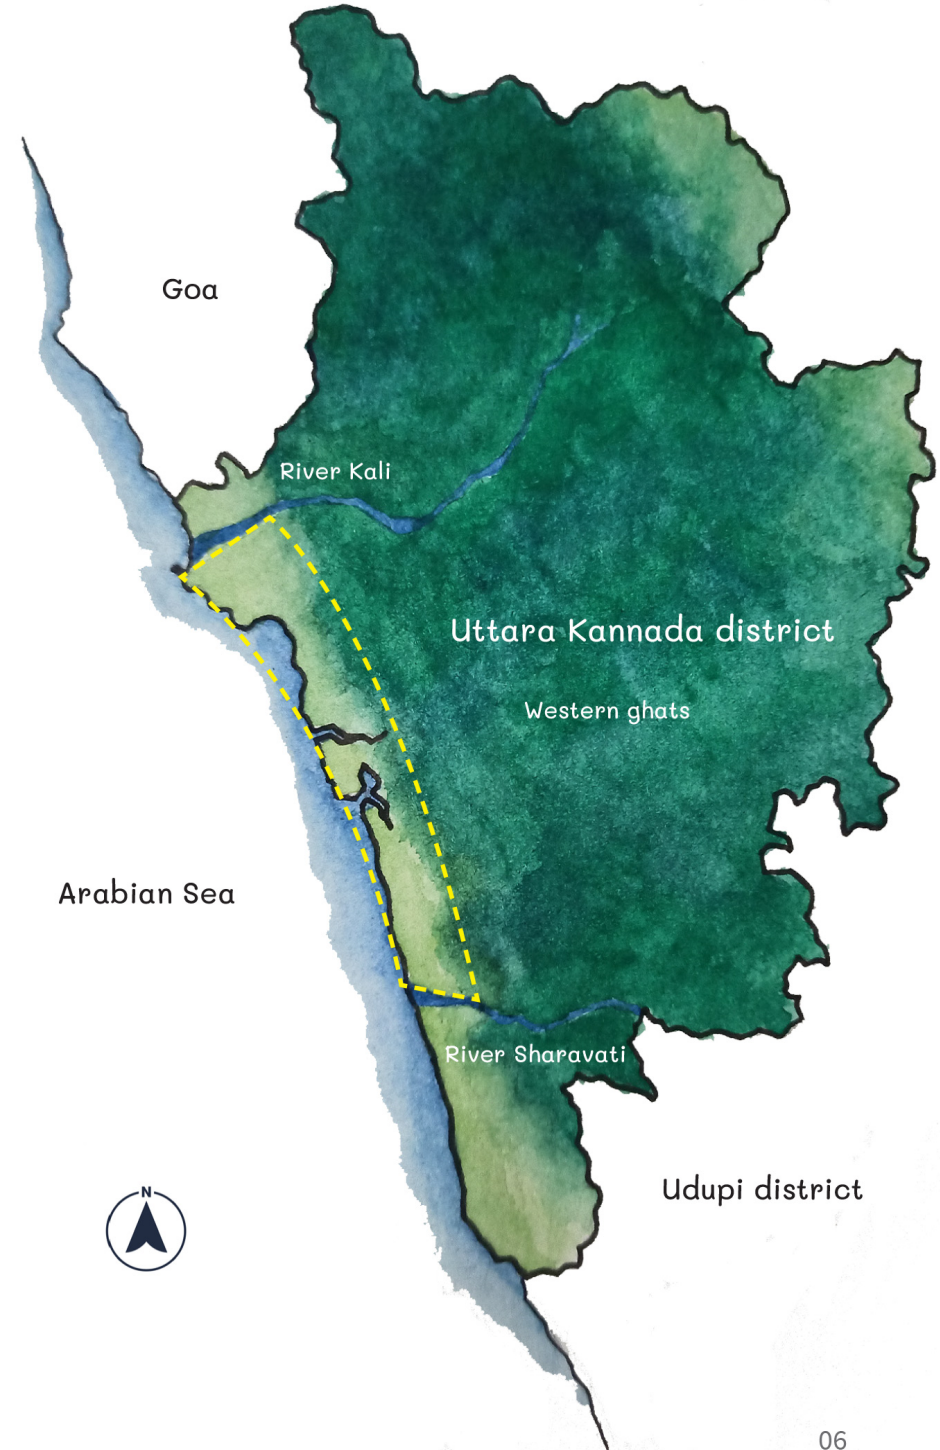 Goa
River Kali
Uttara Kannada district
Western ghats
Arabian Sea
River Sharavati
Udupi district
N
06